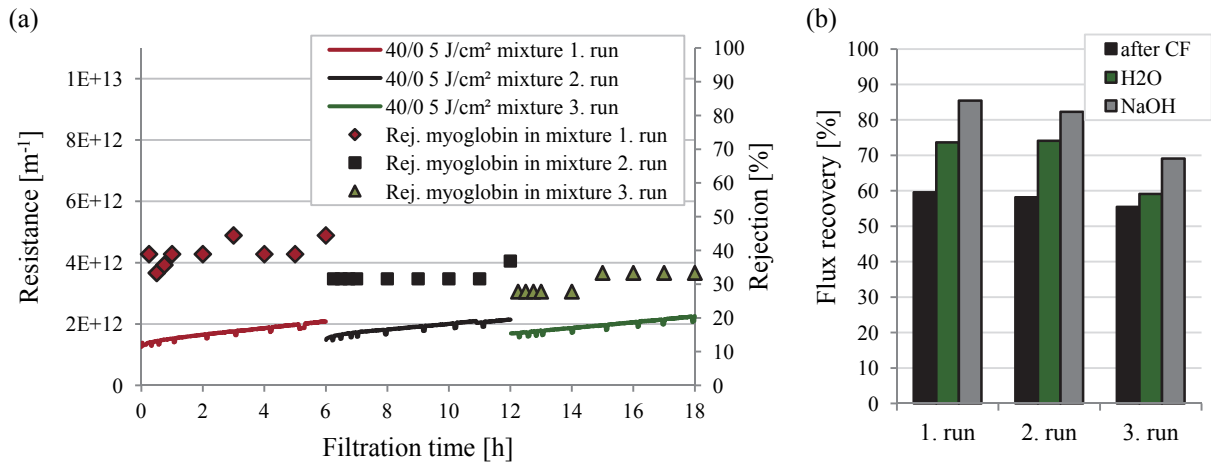 (a)
40/0 5 J/cm² mixture 1. run
40/0 5 J/cm² mixture 2. run
40/0 5 J/cm² mixture 3. run
Rej. myoglobin in mixture 1. run
Rej. myoglobin in mixture 2. run
Rej. myoglobin in mixture 3. run
Resistance [m⁻¹]
1E+13
8E+12
6E+12
4E+12
2E+12
0
0 2 4 6 8 10 12 14 16 18
Filtration time [h]
100
90
80
70
60
50
40
30
20
10
0
Rejection [%]
(b)
after CF
H2O
NaOH
Flux recovery [%]
100
90
80
70
60
50
40
30
20
10
0
1. run 2. run 3. run